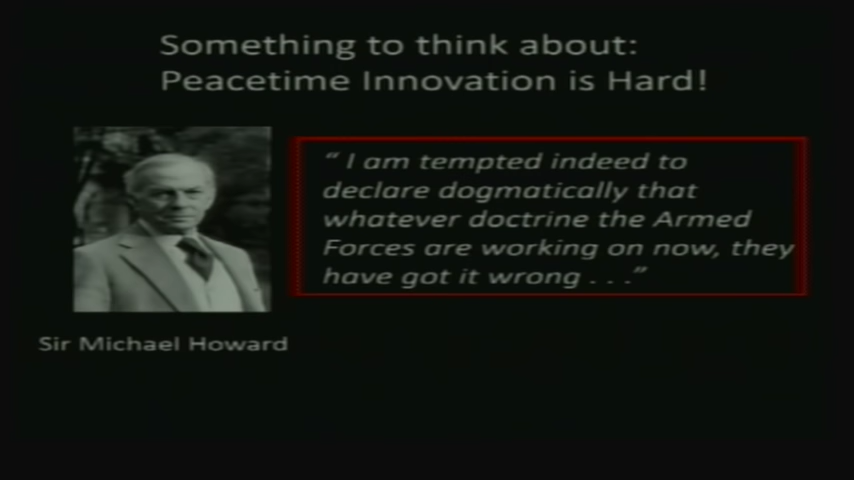 Something to think about:
Peacetime Innovation is Hard!
“ I am tempted indeed to
declare dogmatically that
whatever doctrine the Armed
Forces are working on now, they
have got it wrong . . .”
Sir Michael Howard